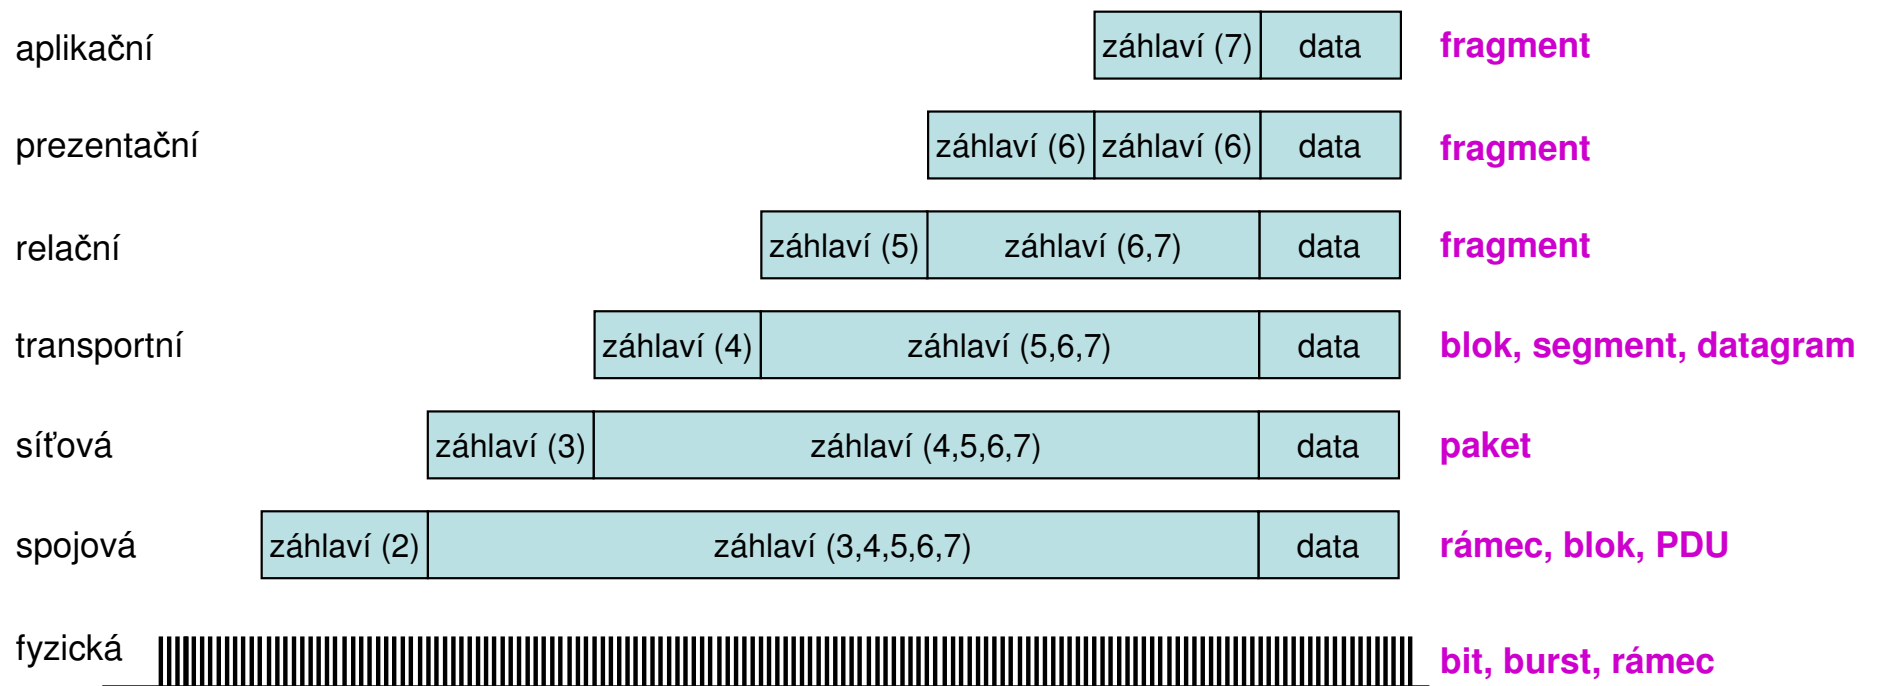 aplikační záhlaví (7) data fragment
prezentační záhlaví (6) záhlaví (6) data fragment
relační záhlaví (5) záhlaví (6,7) data fragment
transportní záhlaví (4) záhlaví (5,6,7) data blok, segment, datagram
síťová záhlaví (3) záhlaví (4,5,6,7) data paket
spojová záhlaví (2) záhlaví (3,4,5,6,7) data rámec, blok, PDU
fyzická bit, burst, rámec